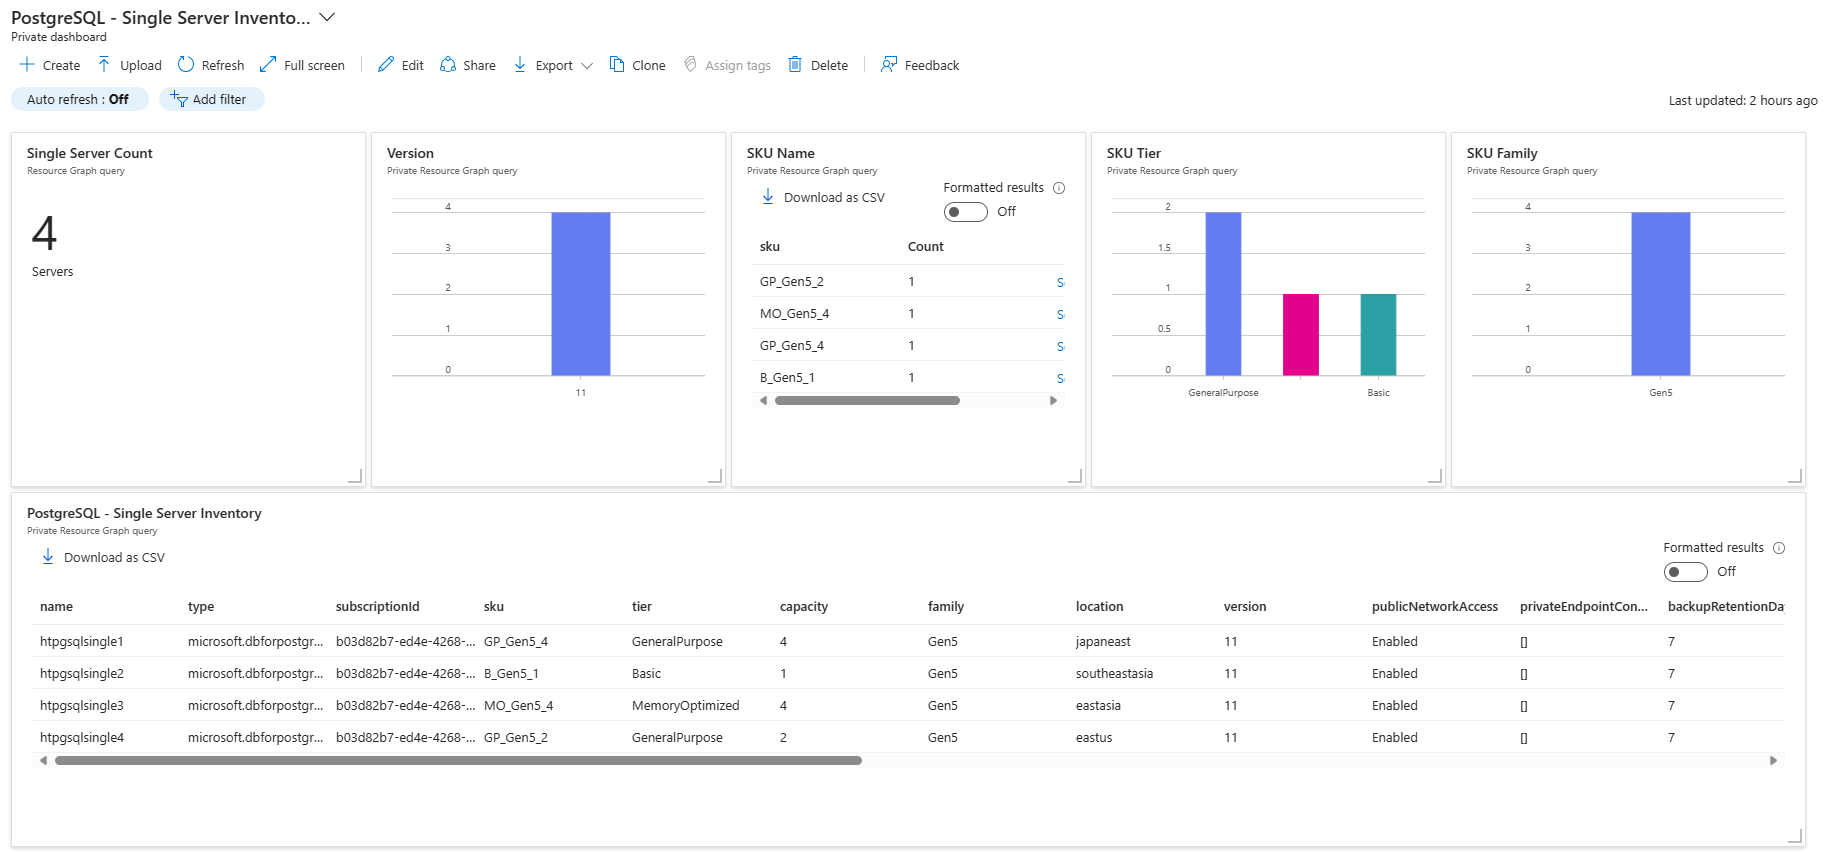 PostgreSQL - Single Server Invento...
Private dashboard
Create Upload Refresh Full screen Edit Share Export Clone Assign tags Delete Feedback
Auto refresh : Off Add filter Last updated: 2 hours ago
Single Server Count
Resource Graph query
4
Servers
Version
Private Resource Graph query
4
3
2
1
0
11
SKU Name
Private Resource Graph query
Download as CSV Formatted results Off
sku Count
GP_Gen5_2 1 S
MO_Gen5_4 1 S
GP_Gen5_4 1 S
B_Gen5_1 1 S
SKU Tier
Private Resource Graph query
2
1.5
1
0.5
0
GeneralPurpose Basic
SKU Family
Private Resource Graph query
4
3
2
1
0
Gen5
PostgreSQL - Single Server Inventory
Private Resource Graph query
Download as CSV Formatted results Off
name type subscriptionId sku tier capacity family location version publicNetworkAccess privateEndpointCon... backupRetentionDa
htpgsqlsingle1 microsoft.dbforpostgr... b03d82b7-ed4e-4268-... GP_Gen5_4 GeneralPurpose 4 Gen5 japaneast 11 Enabled [] 7
htpgsqlsingle2 microsoft.dbforpostgr... b03d82b7-ed4e-4268-... B_Gen5_1 Basic 1 Gen5 southeastasia 11 Enabled [] 7
htpgsqlsingle3 microsoft.dbforpostgr... b03d82b7-ed4e-4268-... MO_Gen5_4 MemoryOptimized 4 Gen5 eastasia 11 Enabled [] 7
htpgsqlsingle4 microsoft.dbforpostgr... b03d82b7-ed4e-4268-... GP_Gen5_2 GeneralPurpose 2 Gen5 eastus 11 Enabled [] 7